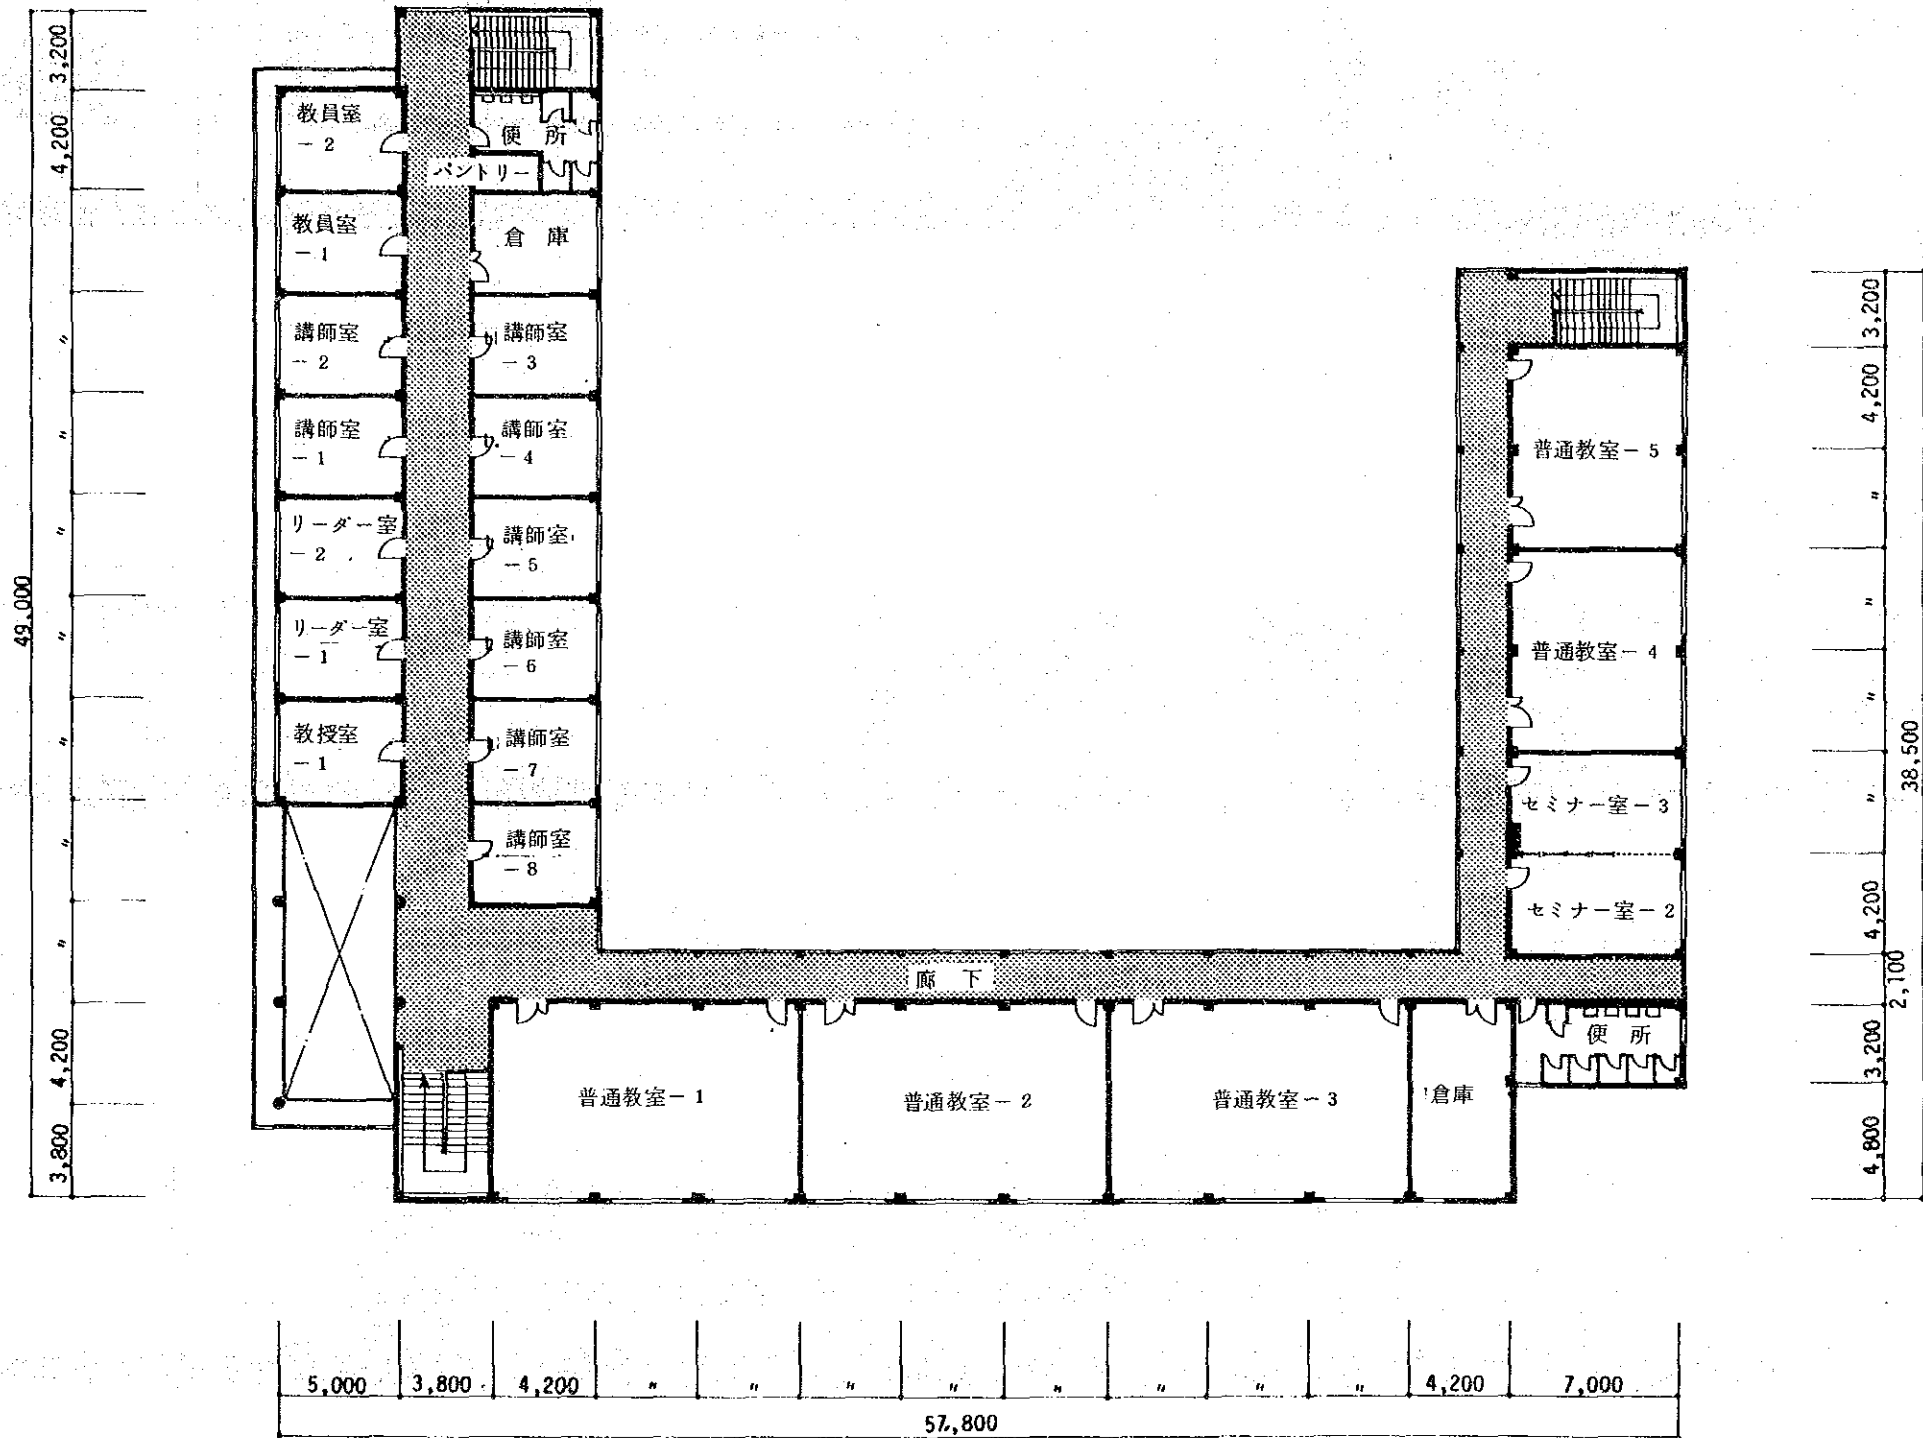 3,200
4,200
〃
〃
〃
〃
〃
〃
〃
4,200
3,800
49,000
教員室
－2
便 所
パントリー
教員室
－1
倉 庫
講師室
－2
講師室
－3
講師室
－1
講師室
－4
リーダー室
－2
講師室
－5
リーダー室
－1
講師室
－6
教授室
－1
講師室
－7
講師室
－8
廊 下
普通教室－1
普通教室－2
普通教室－3
倉庫
便 所
普通教室－5
普通教室－4
セミナー室－3
セミナー室－2
3,200
4,200
〃
〃
〃
〃
4,200
2,100
3,200
4,800
38,500
5,000
3,800
4,200
〃
〃
〃
〃
〃
〃
〃
〃
4,200
7,000
57,800